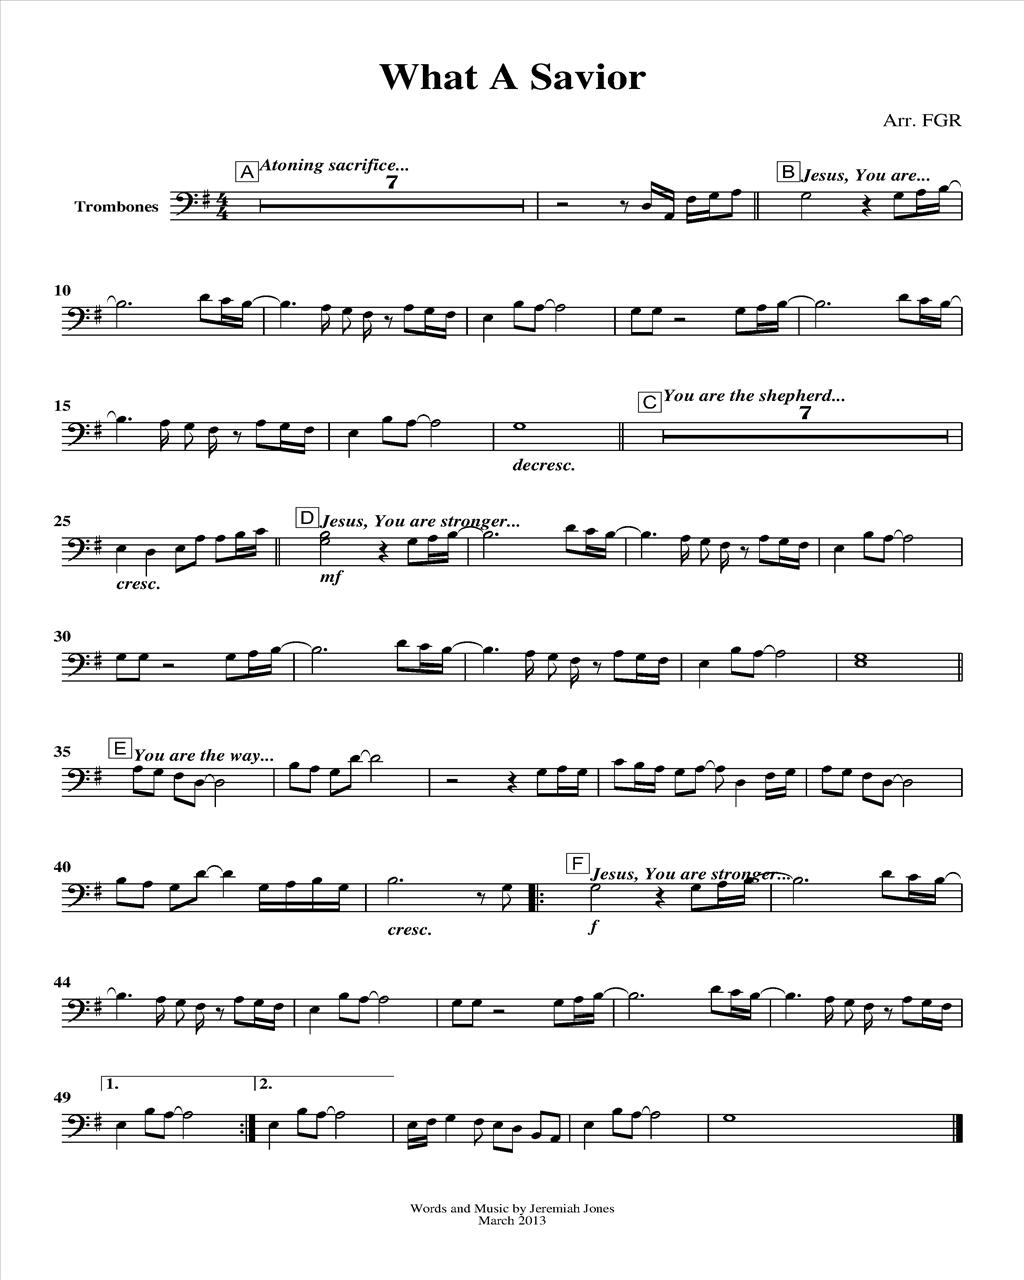 What A Savior
Arr. FGR
A Atoning sacrifice...
7
B Jesus, You are...
Trombones
4
4
10
15
C You are the shepherd...
7
decresc.
25
D Jesus, You are stronger...
cresc.
mf
30
35
E You are the way...
40
F Jesus, You are stronger...
cresc.
f
44
49
1.
2.
Words and Music by Jeremiah Jones
March 2013